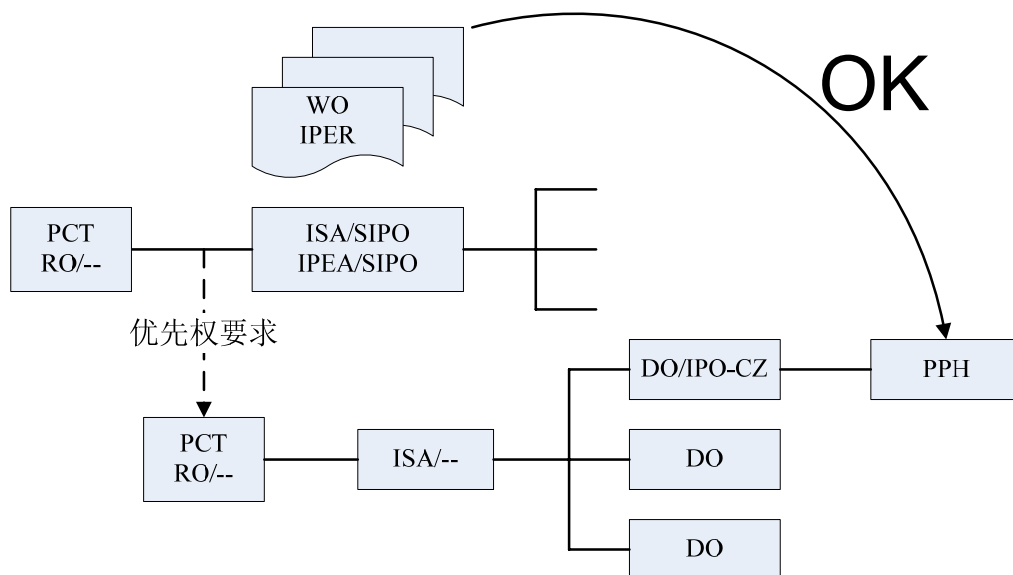 OK
WO
IPER
PCT
RO/--
ISA/SIPO
IPEA/SIPO
优先权要求
DO/IPO-CZ
PPH
PCT
RO/--
ISA/--
DO
DO